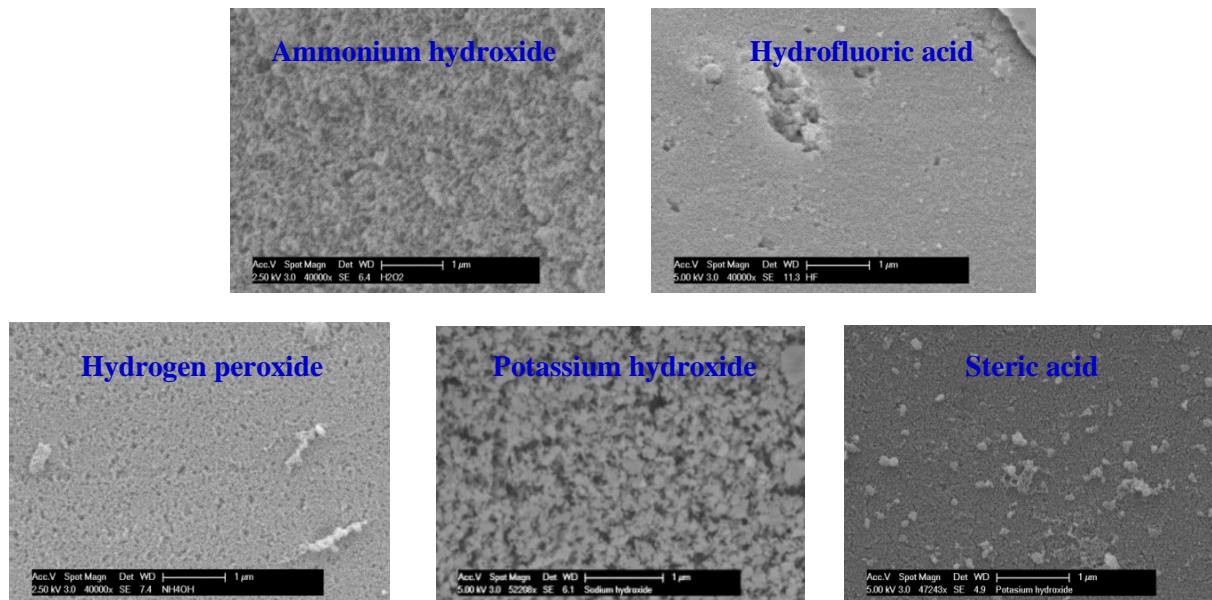 Ammonium hydroxide
Acc.V Spot Magn Det WD 1 µm
2.50 kV 3.0 40000x SE 6.4 H2O2
Hydrofluoric acid
Acc.V Spot Magn Det WD 1 µm
5.00 kV 3.0 40000x SE 11.3 HF
Hydrogen peroxide
Acc.V Spot Magn Det WD 1 µm
2.50 kV 3.0 40000x SE 7.4 NH4OH
Potassium hydroxide
Acc.V Spot Magn Det WD 1 µm
5.00 kV 3.0 52208x SE 6.1 Sodium hydroxide
Steric acid
Acc.V Spot Magn Det WD 1 µm
5.00 kV 3.0 47243x SE 4.9 Potasium hydroxide